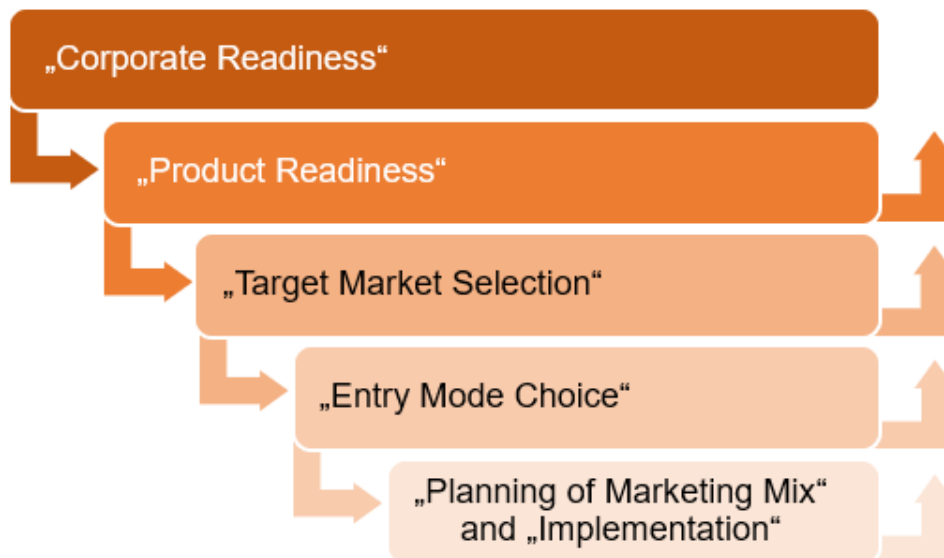 „Corporate Readiness“
„Product Readiness“
„Target Market Selection“
„Entry Mode Choice“
„Planning of Marketing Mix“
and „Implementation“